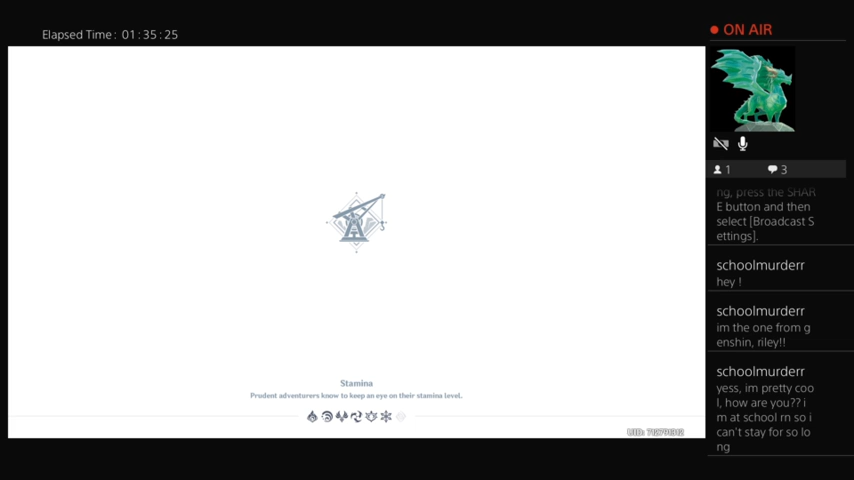 Elapsed Time: 01:35:25
ON AIR
1
3
ng, press the SHAR
E button and then
select [Broadcast S
ettings].
schoolmurderr
hey !
schoolmurderr
im the one from g
enshin, riley!!
schoolmurderr
yess, im pretty coo
l, how are you?? i
m at school rn so i
can't stay for so lo
ng
Stamina
Prudent adventurers know to keep an eye on their stamina level.